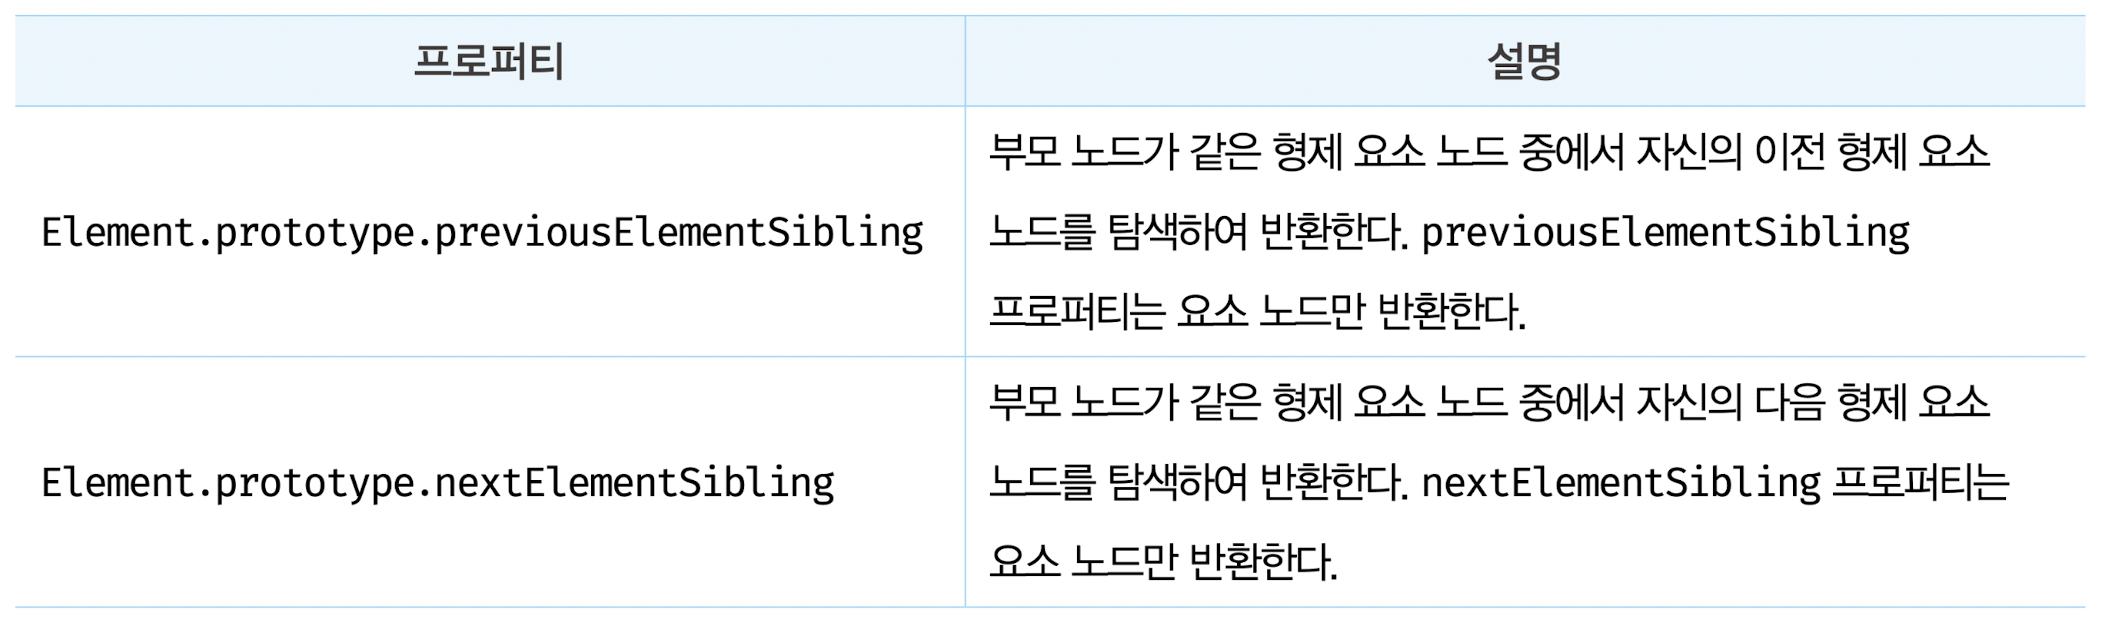 프로퍼티
설명
Element.prototype.previousElementSibling
부모 노드가 같은 형제 요소 노드 중에서 자신의 이전 형제 요소
노드를 탐색하여 반환한다. previousElementSibling
프로퍼티는 요소 노드만 반환한다.
Element.prototype.nextElementSibling
부모 노드가 같은 형제 요소 노드 중에서 자신의 다음 형제 요소
노드를 탐색하여 반환한다. nextElementSibling 프로퍼티는
요소 노드만 반환한다.